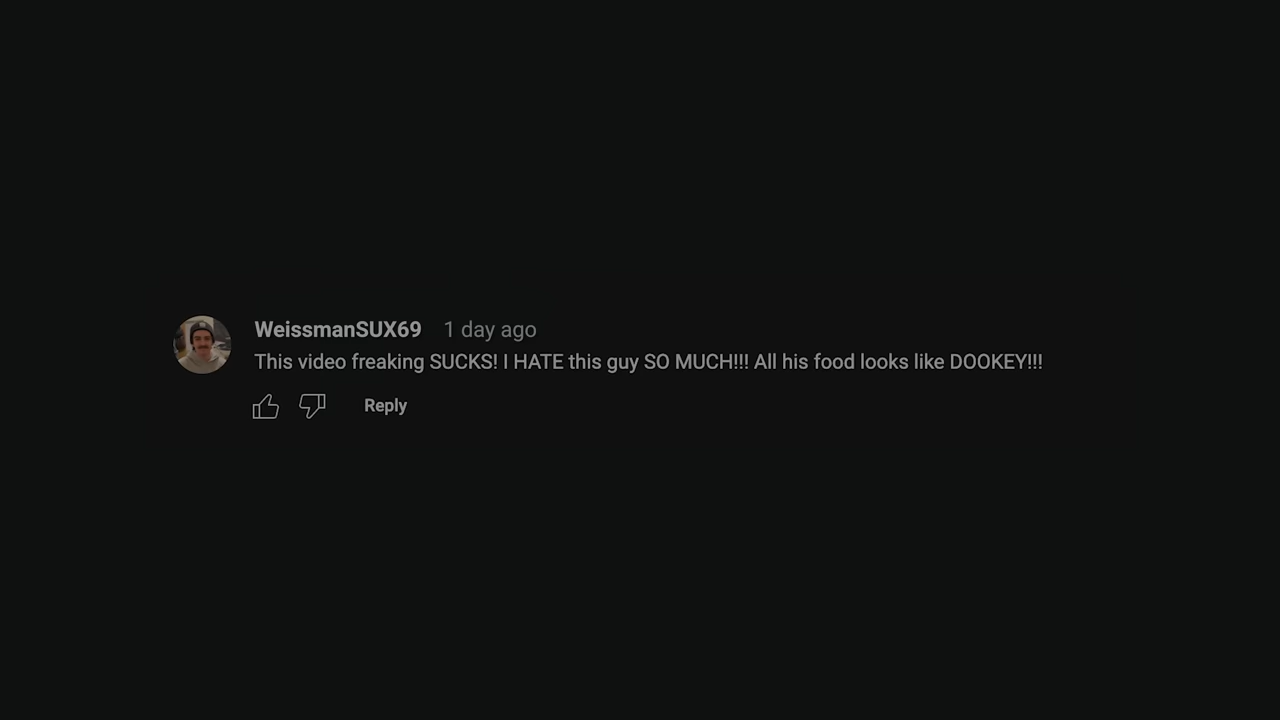 WeissmanSUX69 1 day ago
This video freaking SUCKS! I HATE this guy SO MUCH!!! All his food looks like DOOKEY!!!
Reply